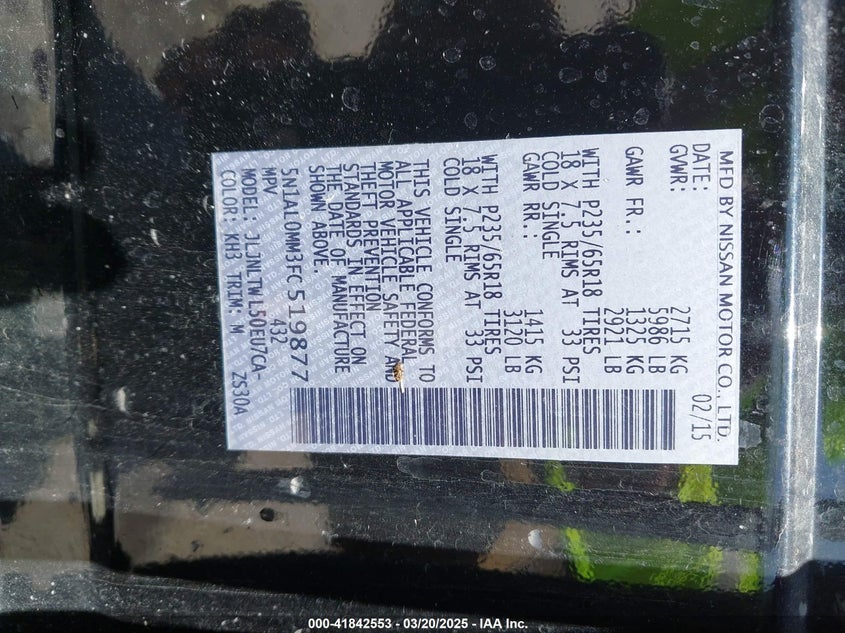 MFD BY NISSAN MOTOR CO., LTD.
DATE: 02/15
GVWR: 2715 KG
5986 LB
GAWR FR.: 1325 KG
2921 LB
WITH P235/65R18 TIRES
18 X 7.5 RIMS AT 33 PSI
COLD SINGLE
GAWR RR.: 1415 KG
3120 LB
WITH P235/65R18 TIRES
18 X 7.5 RIMS AT 33 PSI
COLD SINGLE
THIS VEHICLE CONFORMS TO
ALL APPLICABLE FEDERAL
MOTOR VEHICLE SAFETY AND
THEFT PREVENTION
STANDARDS IN EFFECT ON
THE DATE OF MANUFACTURE
SHOWN ABOVE.
5N1AL0MM3FC519877
MPV 432
MODEL: JLJNLTWL50EU7CA-
COLOR: KH3 TRIM: M ZS30A
000-41842553 - 03/20/2025 - IAA Inc.